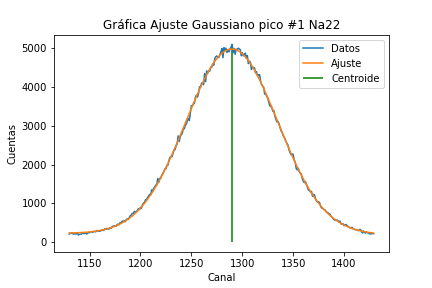 Gráfica Ajuste Gaussiano pico #1 Na22
Datos
Ajuste
Centroide
Cuentas
5000
4000
3000
2000
1000
0
1150 1200 1250 1300 1350 1400
Canal